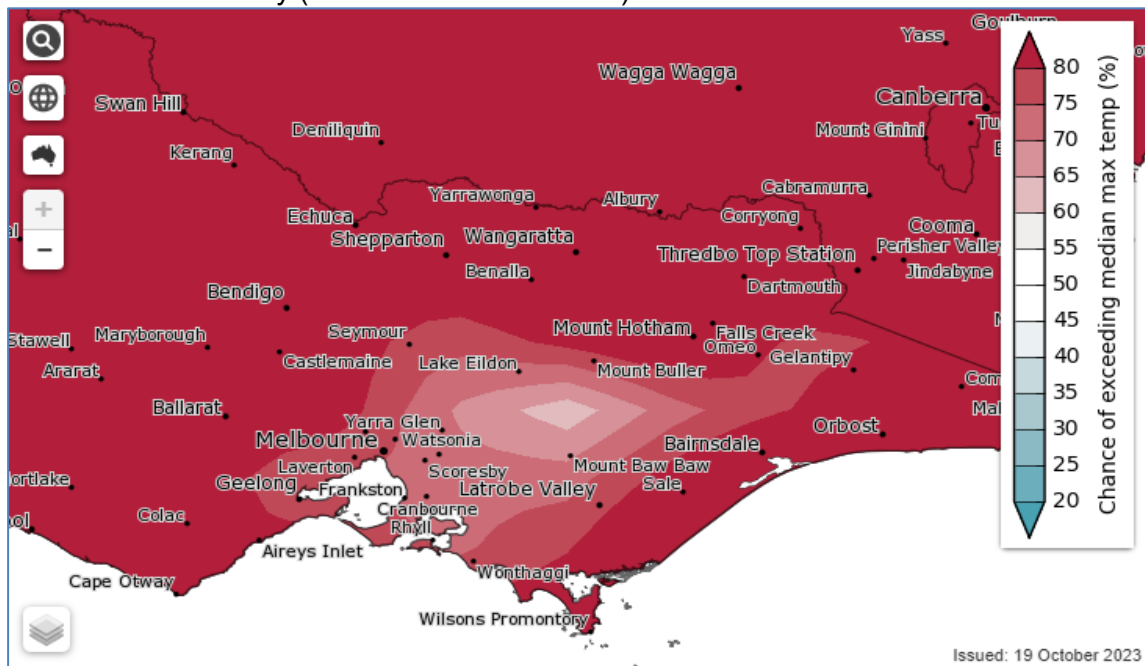 Goulburn
Yass
Wagga Wagga
Canberra
Swan Hill
Deniliquin
Mount Ginini
Kerang
Yarrawonga
Albury
Cabramurra
Echuca
Corryong
Shepparton
Wangaratta
Cooma
Thredbo Top Station
Perisher Valley
Benalla
Jindabyne
Dartmouth
Bendigo
Stawell
Maryborough
Seymour
Mount Hotham
Falls Creek
Omeo
Castlemaine
Lake Eildon
Gelantipy
Ararat
Mount Buller
Ballarat
Yarra Glen
Melbourne
Watsonia
Bairnsdale
Orbost
Laverton
Scoresby
Mount Baw Baw
Geelong
Frankston
Latrobe Valley
Sale
Colac
Cranbourne
Rhyll
Aireys Inlet
Cape Otway
Wonthaggi
Wilsons Promontory
80
75
70
65
60
55
50
45
40
35
30
25
20
Chance of exceeding median max temp (%)
Issued: 19 October 2023